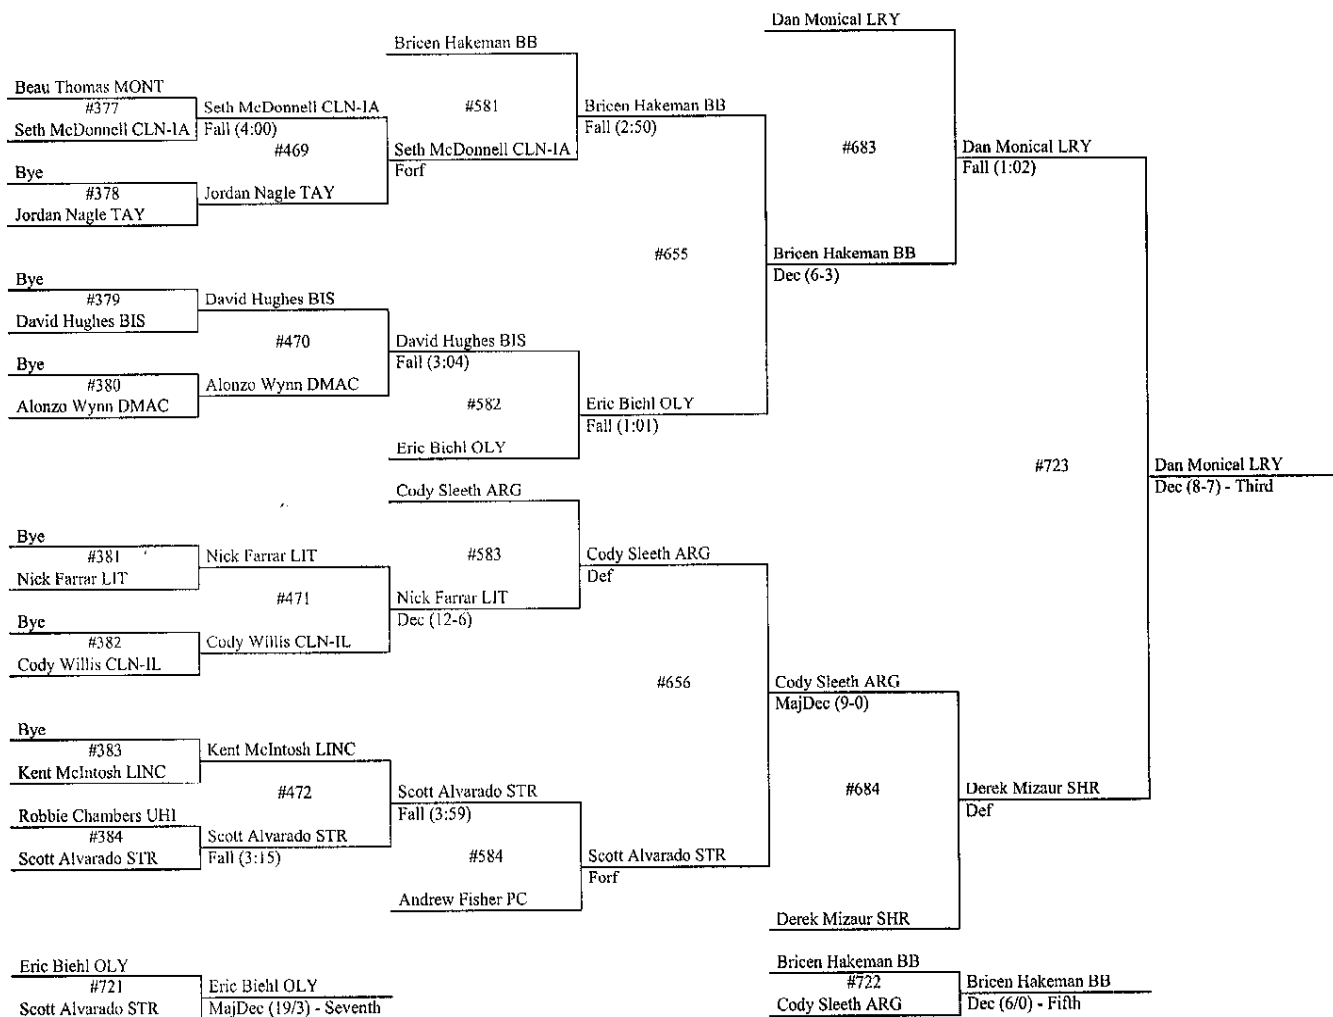 Dan Monical LRY
Bricen Hakeman BB
Beau Thomas MONT
#377
Seth McDonnell CLN-IA
Seth McDonnell CLN-IA
Fall (4:00)
#581
Bricen Hakeman BB
Fall (2:50)
#469
Seth McDonnell CLN-IA
Forf
#683
Dan Monical LRY
Fall (1:02)
Bye
#378
Jordan Nagle TAY
Jordan Nagle TAY
#655
Bricen Hakeman BB
Dec (6-3)
Bye
#379
David Hughes BIS
David Hughes BIS
#470
David Hughes BIS
Fall (3:04)
Bye
#380
Alonzo Wynn DMAC
Alonzo Wynn DMAC
#582
Eric Biehl OLY
Fall (1:01)
Eric Biehl OLY
#723
Dan Monical LRY
Dec (8-7) - Third
Cody Sleeth ARG
Bye
#381
Nick Farrar LIT
Nick Farrar LIT
#583
Cody Sleeth ARG
Def
#471
Nick Farrar LIT
Dec (12-6)
Bye
#382
Cody Willis CLN-IL
Cody Willis CLN-IL
#656
Cody Sleeth ARG
MajDec (9-0)
Bye
#383
Kent McIntosh LINC
Kent McIntosh LINC
#472
Scott Alvarado STR
Fall (3:59)
#684
Derek Mizaur SHR
Def
Robbie Chambers UHI
#384
Scott Alvarado STR
Scott Alvarado STR
Fall (3:15)
#584
Scott Alvarado STR
Forf
Andrew Fisher PC
Derek Mizaur SHR
Eric Biehl OLY
#721
Scott Alvarado STR
Eric Biehl OLY
MajDec (19/3) - Seventh
Bricen Hakeman BB
#722
Cody Sleeth ARG
Bricen Hakeman BB
Dec (6/0) - Fifth